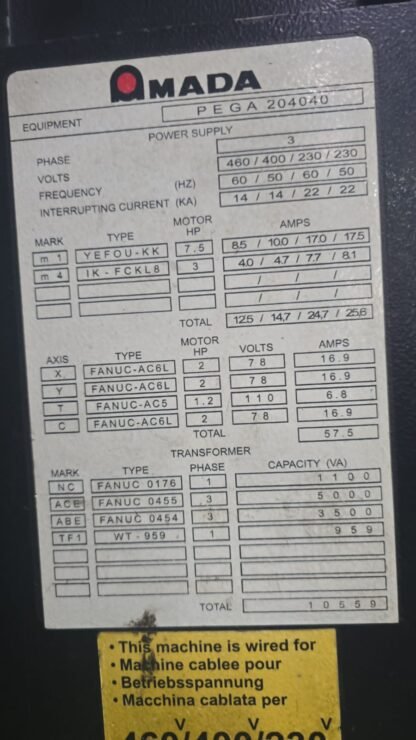 AMADA
EQUIPMENT PEGA 204040
POWER SUPPLY
PHASE 3
VOLTS 460 / 400 / 230 / 230
FREQUENCY (HZ) 60 / 50 / 60 / 50
INTERRUPTING CURRENT (KA) 14 / 14 / 22 / 22
MARK TYPE MOTOR HP AMPS
m 1 YEFOU-KK 7.5 8.5 / 10.0 / 17.0 / 17.5
m 4 IK-FCKL8 3 4.0 / 4.7 / 7.7 / 8.1
/ / /
/ / /
TOTAL 12.5 / 14.7 / 24.7 / 25.6
AXIS TYPE MOTOR HP VOLTS AMPS
X FANUC-AC6L 2 78 16.9
Y FANUC-AC6L 2 78 16.9
T FANUC-AC5 1.2 110 6.8
C FANUC-AC6L 2 78 16.9
TOTAL 57.5
TRANSFORMER
MARK TYPE PHASE CAPACITY (VA)
NC FANUC 0176 1 1100
ACE FANUC 0455 3 5000
ABE FANUC 0454 3 3500
TF1 WT-959 1 959
TOTAL 10559
• This machine is wired for
• Machine cablee pour
• Betriebsspannung
• Macchina cablata per
V V V
460/400/230